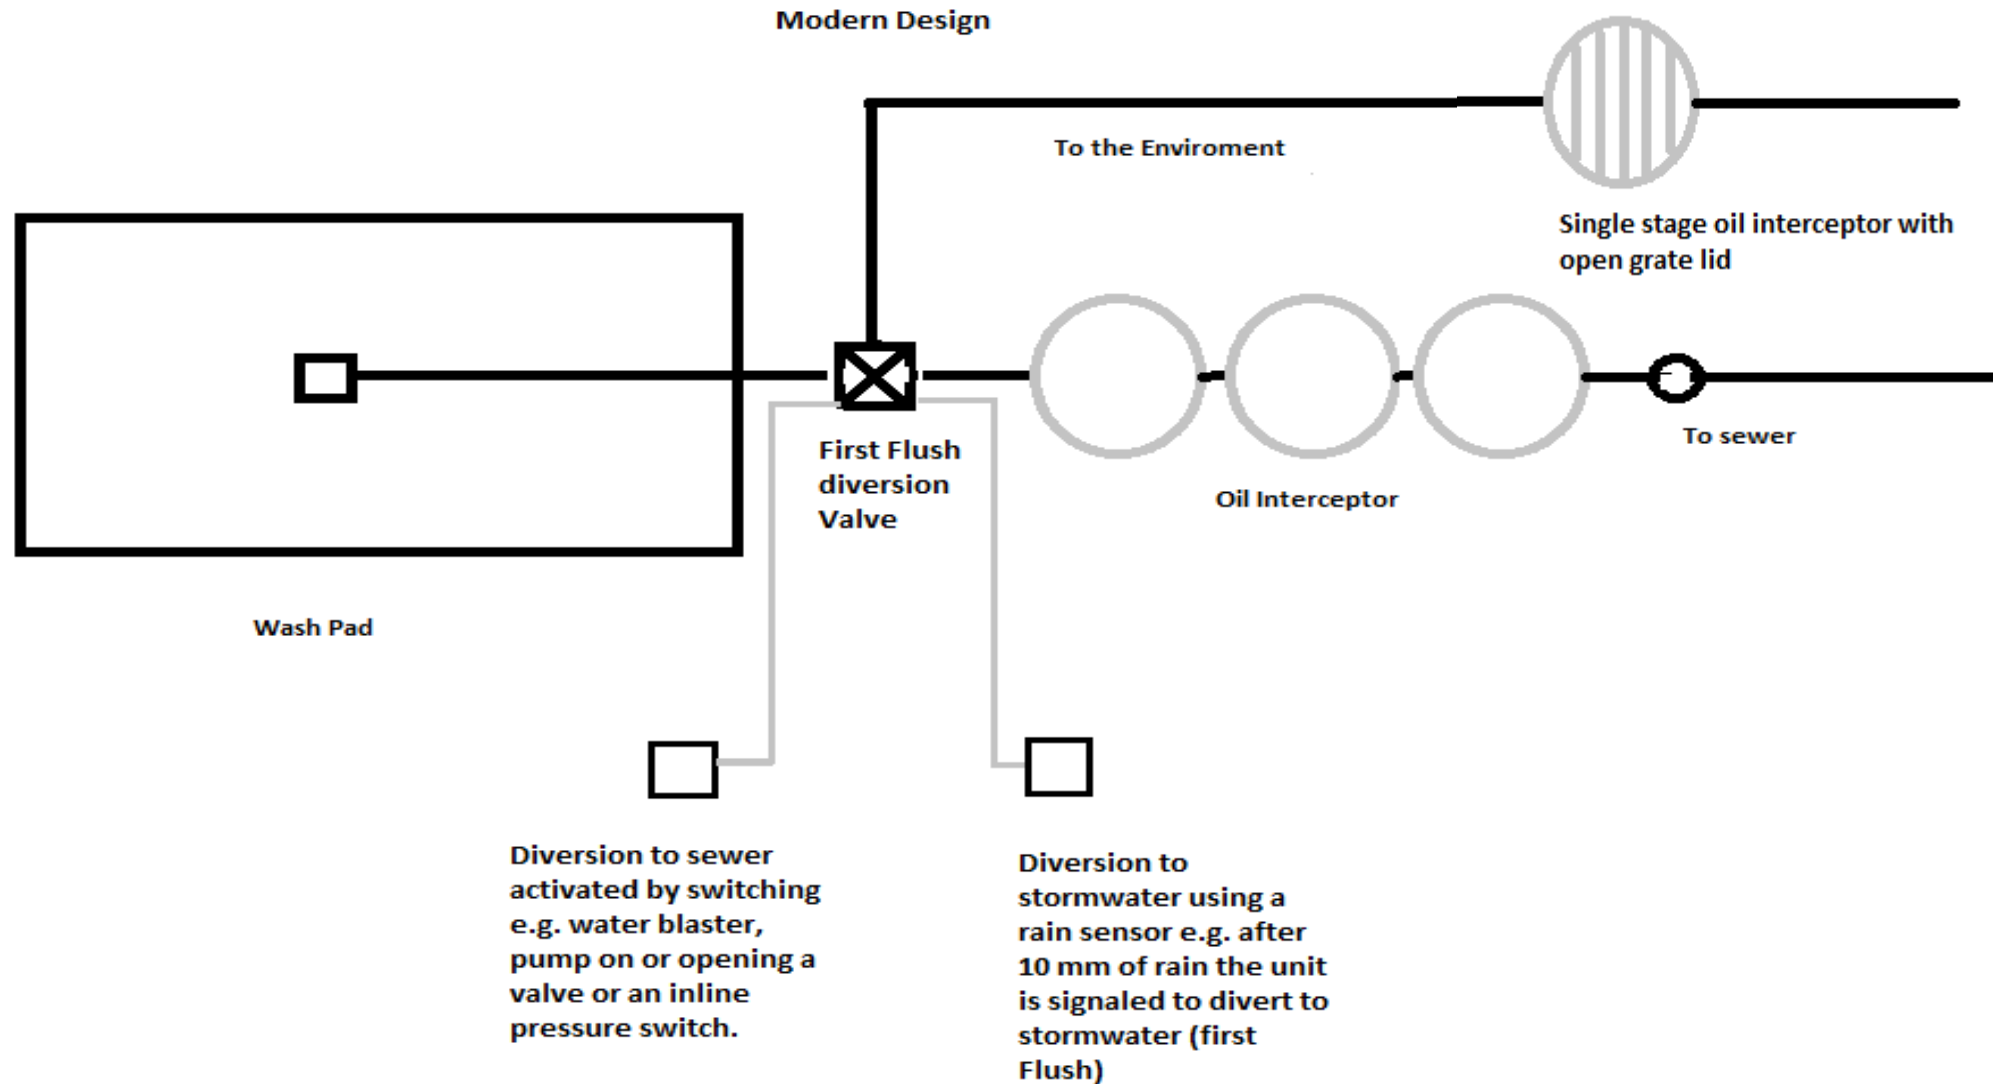 Modern Design
To the Enviroment
Single stage oil interceptor with
open grate lid
First Flush
diversion
Valve
To sewer
Oil Interceptor
Wash Pad
Diversion to sewer
activated by switching
e.g. water blaster,
pump on or opening a
valve or an inline
pressure switch.
Diversion to
stormwater using a
rain sensor e.g. after
10 mm of rain the unit
is signaled to divert to
stormwater (first
Flush)